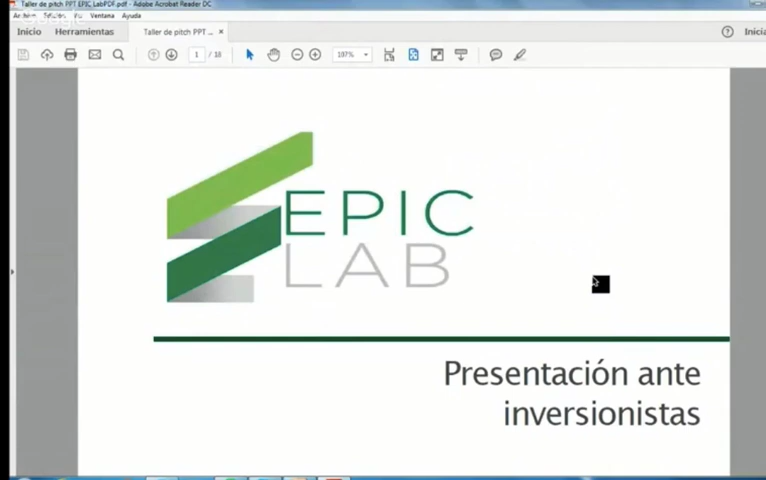 Taller de pitch PPT EPIC LabPDF.pdf - Adobe Acrobat Reader DC
Ventana Ayuda
Inicio Herramientas Taller de pitch PPT ... × Inicia
1 / 18 107%
EPIC
LAB
Presentación ante
inversionistas